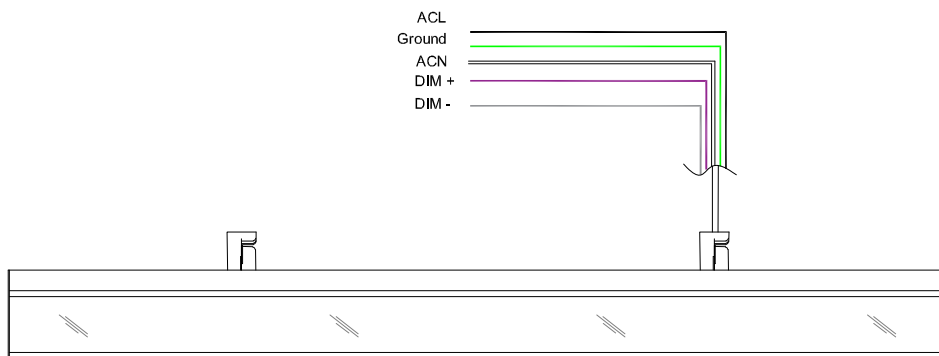 ACL
Ground
ACN
DIM +
DIM -